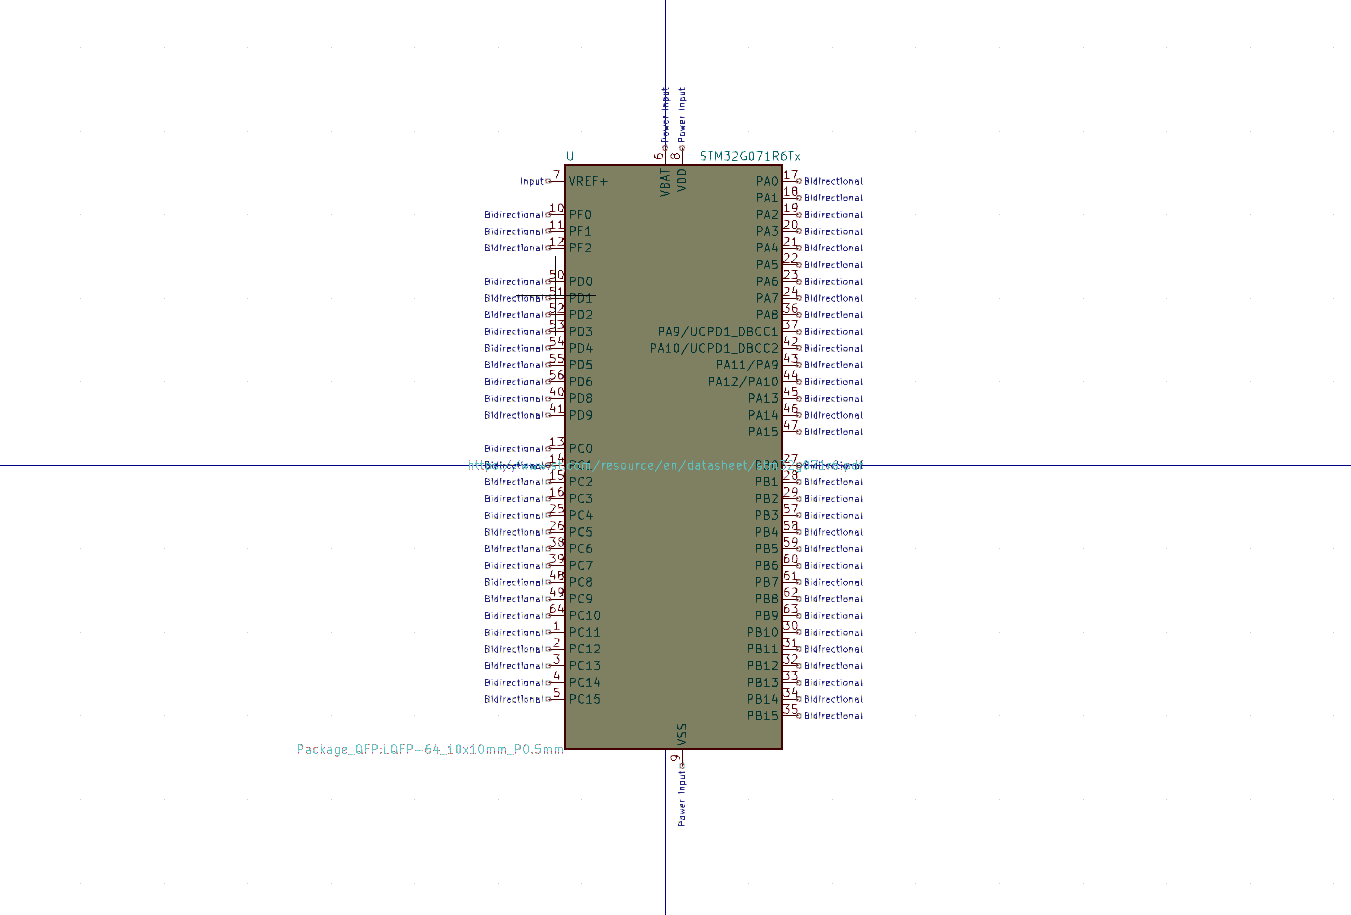 Power Input
Power Input
6
8
U
STM32G071R6Tx
VBAT
VDD
Input 7 VREF+
PA0 17 Bidirectional
PA1 18 Bidirectional
Bidirectional 10 PF0
PA2 19 Bidirectional
Bidirectional 11 PF1
PA3 20 Bidirectional
Bidirectional 12 PF2
PA4 21 Bidirectional
PA5 22 Bidirectional
Bidirectional 50 PD0
PA6 23 Bidirectional
Bidirectional 51 PD1
PA7 24 Bidirectional
Bidirectional 52 PD2
PA8 36 Bidirectional
Bidirectional 53 PD3
PA9/UCPD1_DBCC1 37 Bidirectional
Bidirectional 54 PD4
PA10/UCPD1_DBCC2 42 Bidirectional
Bidirectional 55 PD5
PA11/PA9 43 Bidirectional
Bidirectional 56 PD6
PA12/PA10 44 Bidirectional
Bidirectional 40 PD8
PA13 45 Bidirectional
Bidirectional 41 PD9
PA14 46 Bidirectional
PA15 47 Bidirectional
Bidirectional 13 PC0
14
27
/resource/en/datasheet/
Bidirectional 15 PC2
PB1 28 Bidirectional
Bidirectional 16 PC3
PB2 29 Bidirectional
Bidirectional 25 PC4
PB3 57 Bidirectional
Bidirectional 26 PC5
PB4 58 Bidirectional
Bidirectional 38 PC6
PB5 59 Bidirectional
Bidirectional 39 PC7
PB6 60 Bidirectional
Bidirectional 48 PC8
PB7 61 Bidirectional
Bidirectional 49 PC9
PB8 62 Bidirectional
Bidirectional 64 PC10
PB9 63 Bidirectional
Bidirectional 1 PC11
PB10 30 Bidirectional
Bidirectional 2 PC12
PB11 31 Bidirectional
Bidirectional 3 PC13
PB12 32 Bidirectional
Bidirectional 4 PC14
PB13 33 Bidirectional
Bidirectional 5 PC15
PB14 34 Bidirectional
PB15 35 Bidirectional
VSS
Package_QFP:LQFP-64_10x10mm_P0.5mm
9
Power Input